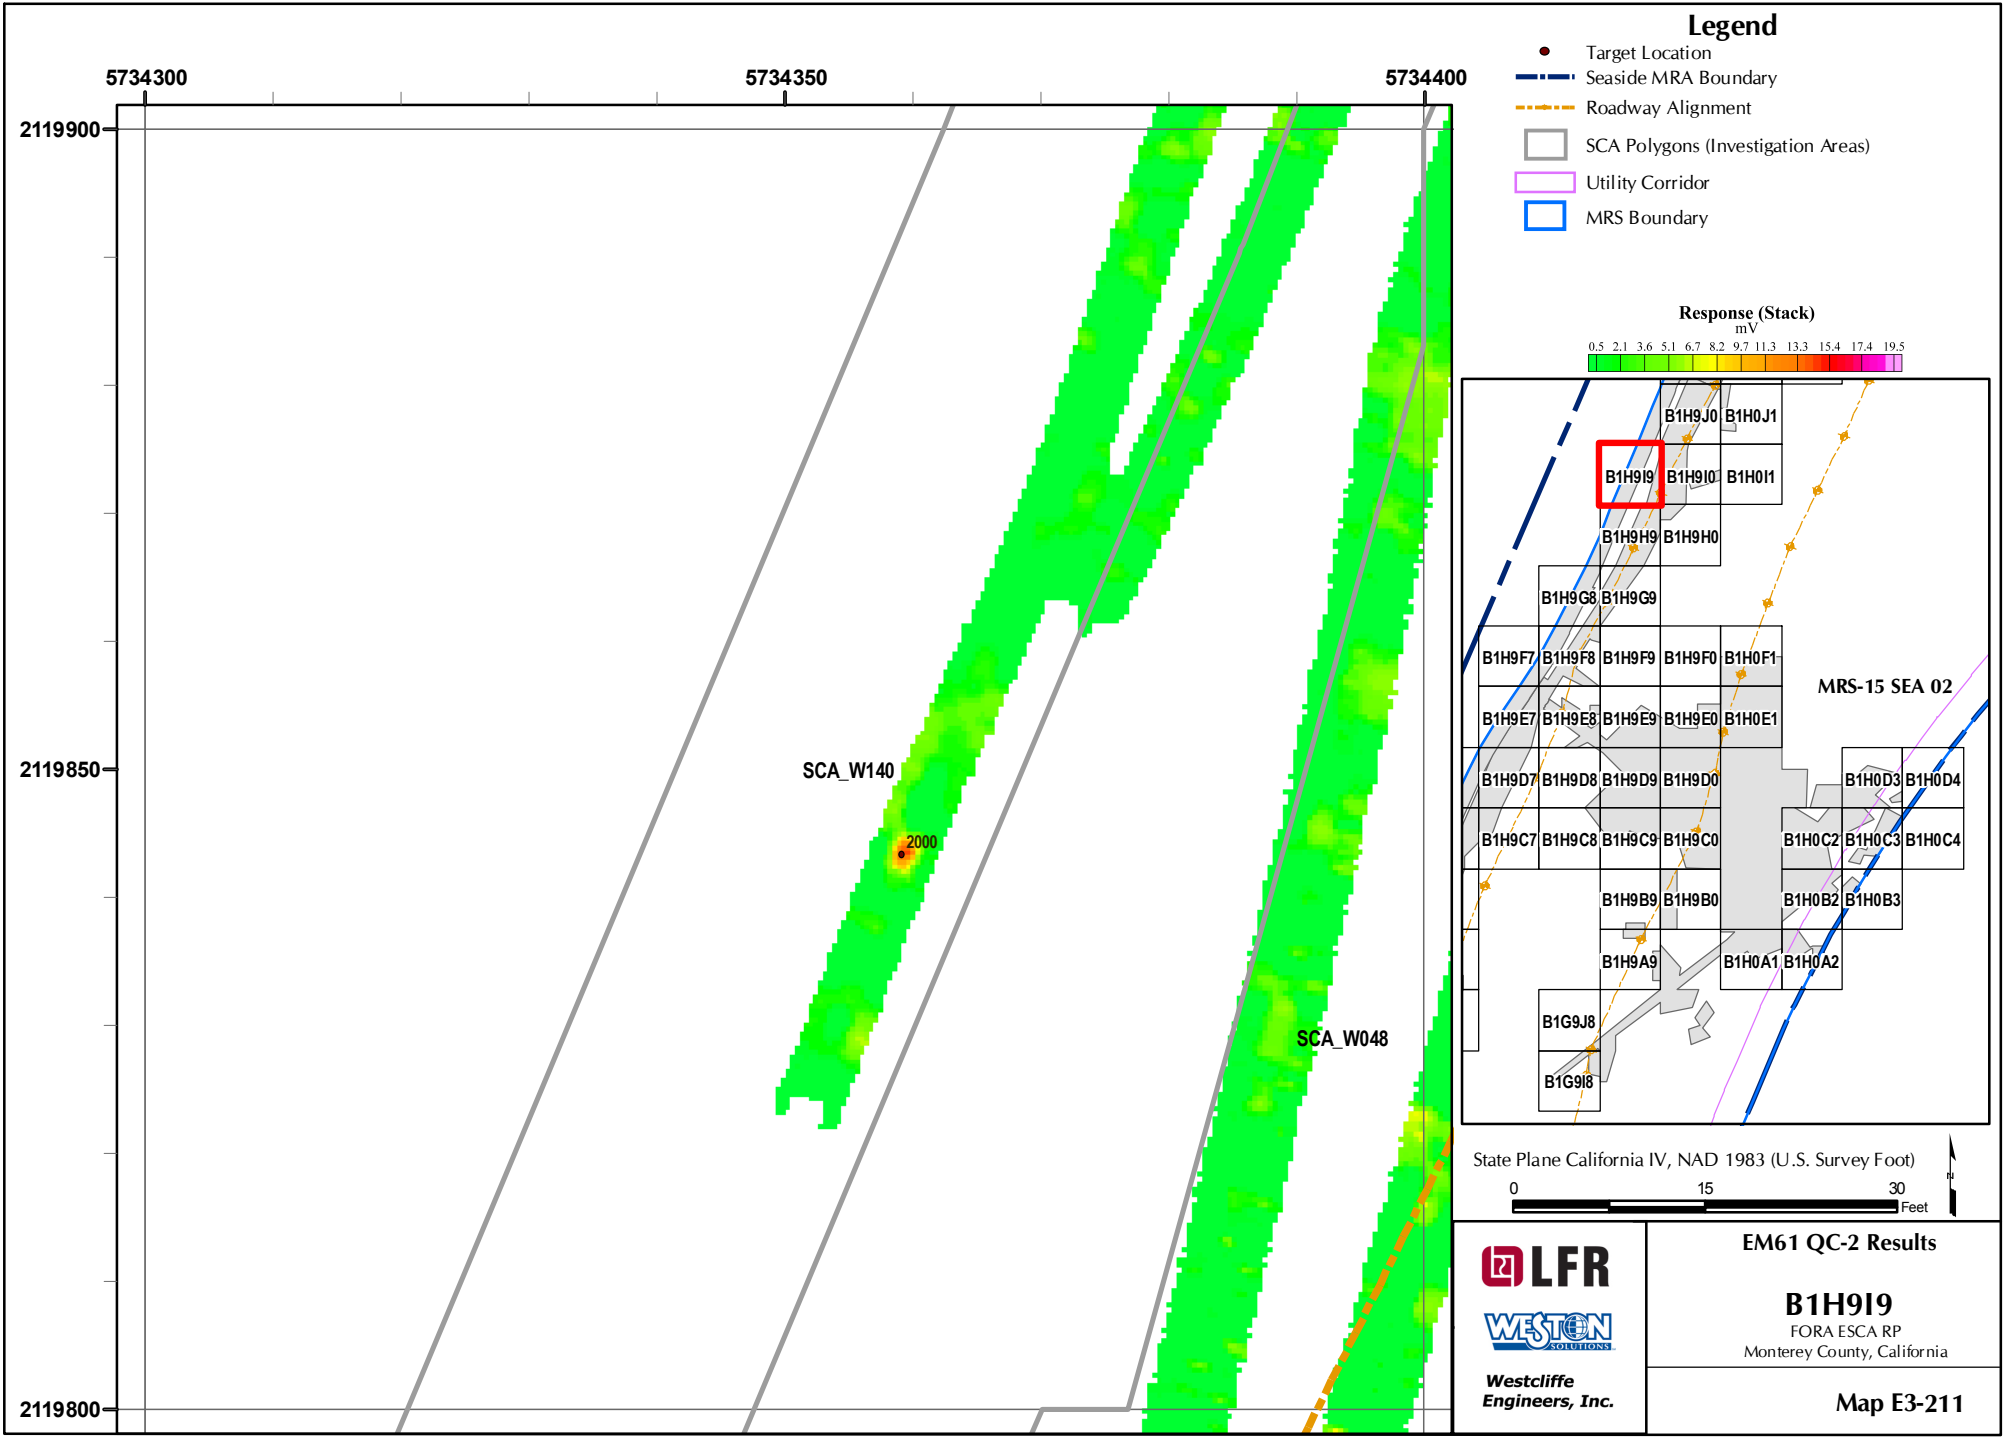 5734300
5734350
5734400
2119900
2119850
2119800
SCA_W140
2000
SCA_W048
Legend
Target Location
Seaside MRA Boundary
Roadway Alignment
SCA Polygons (Investigation Areas)
Utility Corridor
MRS Boundary
Response (Stack)
mV
0.5 2.1 3.6 5.1 6.7 8.2 9.7 11.3 13.3 15.4 17.4 19.5
B1H9J0 B1H0J1
B1H9I9 B1H9I0 B1H0I1
B1H9H9 B1H9H0
B1H9G8 B1H9G9
B1H9F7 B1H9F8 B1H9F9 B1H9F0 B1H0F1
MRS-15 SEA 02
B1H9E7 B1H9E8 B1H9E9 B1H9E0 B1H0E1
B1H9D7 B1H9D8 B1H9D9 B1H9D0 B1H0D3 B1H0D4
B1H9C7 B1H9C8 B1H9C9 B1H9C0 B1H0C2 B1H0C3 B1H0C4
B1H9B9 B1H9B0 B1H0B2 B1H0B3
B1H9A9 B1H0A1 B1H0A2
B1G9J8
B1G9I8
State Plane California IV, NAD 1983 (U.S. Survey Foot)
0 15 30
Feet
N
LFR
WESTON
SOLUTIONS
Westcliffe
Engineers, Inc.
EM61 QC-2 Results
B1H9I9
FORA ESCA RP
Monterey County, California
Map E3-211